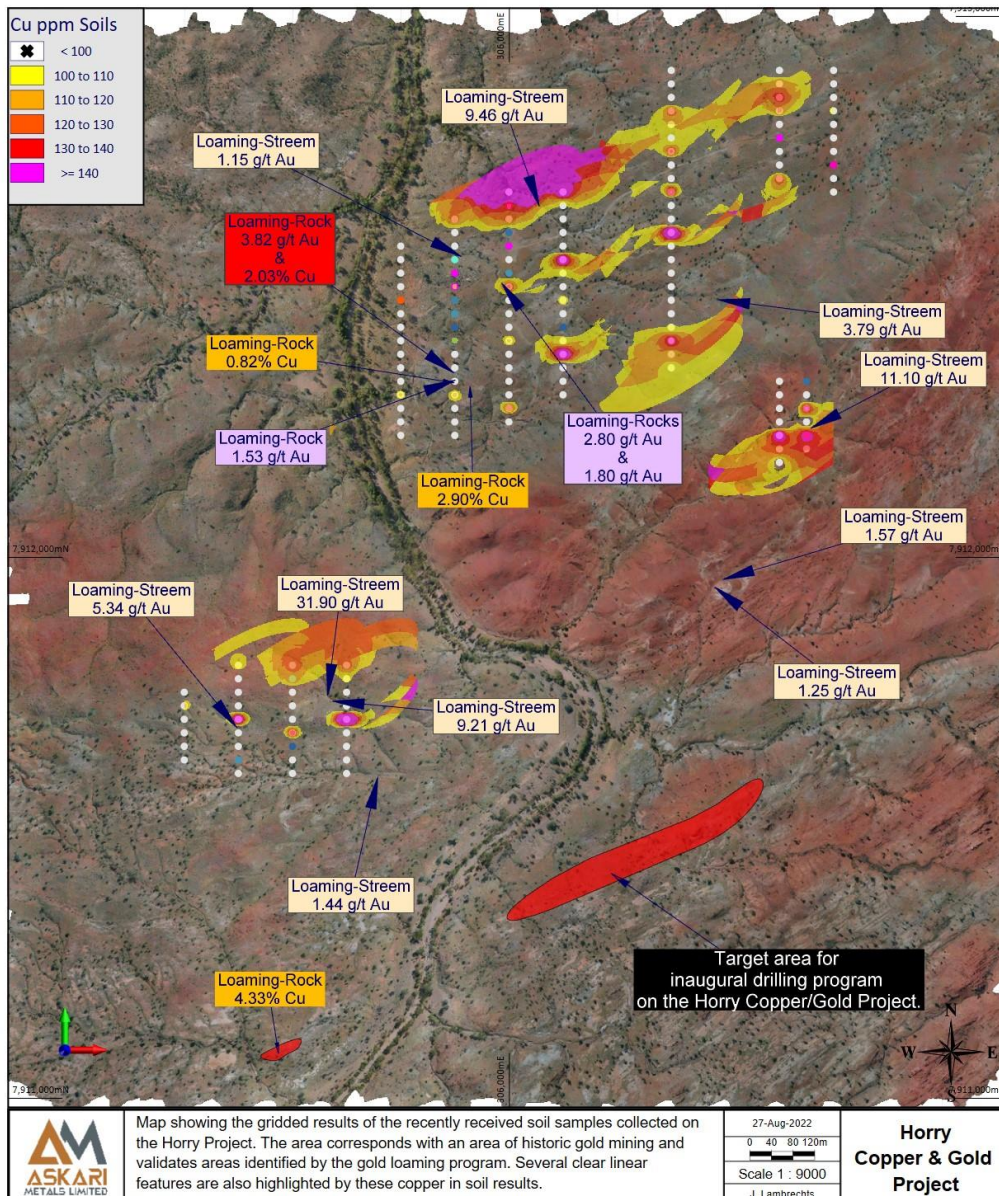 Cu ppm Soils
< 100
100 to 110
110 to 120
120 to 130
130 to 140
>= 140
306,000mE
Loaming-Streem
9.46 g/t Au
Loaming-Streem
1.15 g/t Au
Loaming-Rock
3.82 g/t Au
&
2.03% Cu
Loaming-Streem
3.79 g/t Au
Loaming-Rock
0.82% Cu
Loaming-Streem
11.10 g/t Au
Loaming-Rock
1.53 g/t Au
Loaming-Rocks
2.80 g/t Au
&
1.80 g/t Au
Loaming-Rock
2.90% Cu
7,912,000mN
7,912,000m
Loaming-Streem
1.57 g/t Au
Loaming-Streem
5.34 g/t Au
Loaming-Streem
31.90 g/t Au
Loaming-Streem
1.25 g/t Au
Loaming-Streem
9.21 g/t Au
Loaming-Streem
1.44 g/t Au
Target area for
inaugural drilling program
on the Horry Copper/Gold Project.
Loaming-Rock
4.33% Cu
N
W E
S
7,911,000mN
306,000mE
7,911,000m
AM
ASKARI
METALS LIMITED
Map showing the gridded results of the recently received soil samples collected on
the Horry Project. The area corresponds with an area of historic gold mining and
validates areas identified by the gold loaming program. Several clear linear
features are also highlighted by these copper in soil results.
27-Aug-2022
0 40 80 120m
Scale 1 : 9000
J. Lambrechts
Horry
Copper & Gold
Project